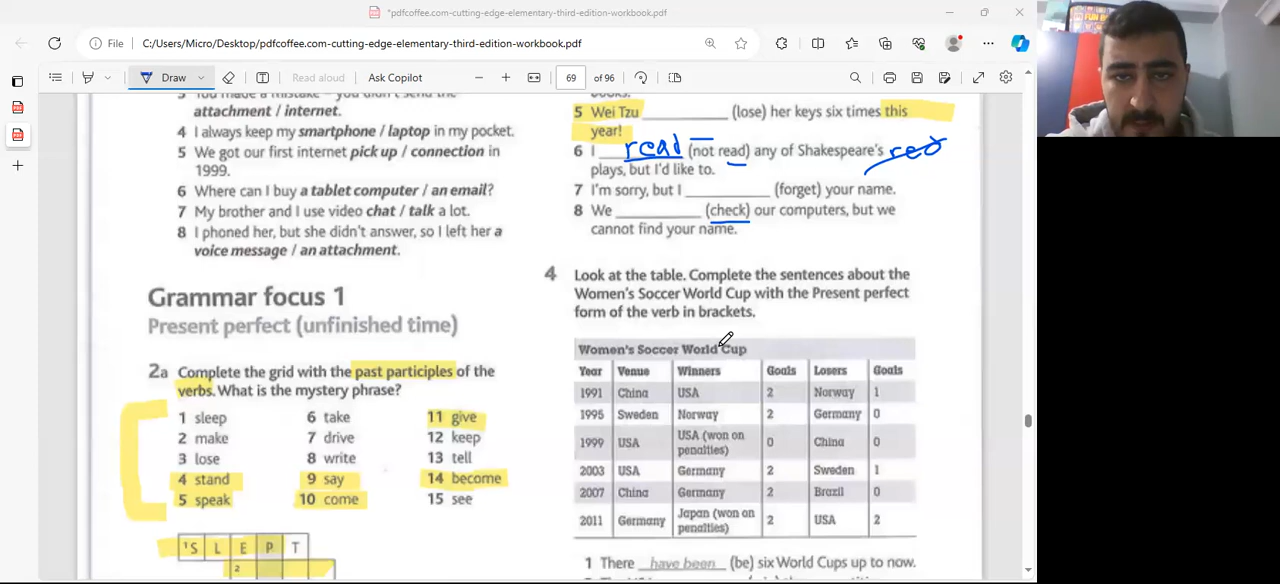 *pdfcoffee.com-cutting-edge-elementary-third-edition-workbook.pdf
File C:/Users/Micro/Desktop/pdfcoffee.com-cutting-edge-elementary-third-edition-workbook.pdf
Draw Read aloud Ask Copilot 69 of 96
3 You made a mistake – you didn't send the
attachment / internet.
4 I always keep my smartphone / laptop in my pocket.
5 We got our first internet pick up / connection in
1999.
6 Where can I buy a tablet computer / an email?
7 My brother and I use video chat / talk a lot.
8 I phoned her, but she didn't answer, so I left her a
voice message / an attachment.
Grammar focus 1
Present perfect (unfinished time)
2a Complete the grid with the past participles of the
verbs. What is the mystery phrase?
1 sleep 6 take 11 give
2 make 7 drive 12 keep
3 lose 8 write 13 tell
4 stand 9 say 14 become
5 speak 10 come 15 see
1 S L E P T
2
books.
5 Wei Tzu ____________ (lose) her keys six times this
year!
6 I ____ read (not read) any of Shakespeare's red
plays, but I'd like to.
7 I'm sorry, but I ____________ (forget) your name.
8 We ____________ (check) our computers, but we
cannot find your name.
4 Look at the table. Complete the sentences about the
Women's Soccer World Cup with the Present perfect
form of the verb in brackets.
Women's Soccer World Cup
Year Venue Winners Goals Losers Goals
1991 China USA 2 Norway 1
1995 Sweden Norway 2 Germany 0
1999 USA USA (won on penalties) 0 China 0
2003 USA Germany 2 Sweden 1
2007 China Germany 2 Brazil 0
2011 Germany Japan (won on penalties) 2 USA 2
1 There have been (be) six World Cups up to now.